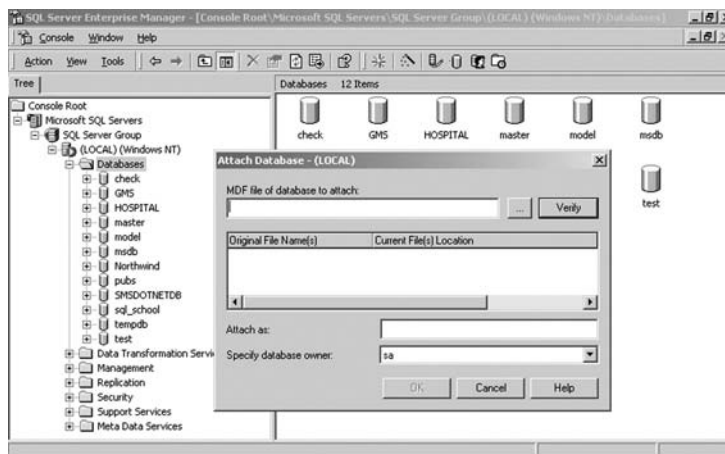 SQL Server Enterprise Manager - [Console Root\Microsoft SQL Servers\SQL Server Group\(LOCAL) (Windows NT)\Databases]
Console Window Help
Action View Tools
Tree
Databases 12 Items
Console Root
Microsoft SQL Servers
SQL Server Group
(LOCAL) (Windows NT)
Databases
check
GMS
HOSPITAL
master
model
msdb
Northwind
pubs
SMSDOTNETDB
sql_school
tempdb
test
Data Transformation Servi
Management
Replication
Security
Support Services
Meta Data Services
check GMS HOSPITAL master model msdb
test
Attach Database - (LOCAL)
MDF file of database to attach:
... Verify
Original File Name(s) Current File(s) Location
Attach as:
Specify database owner: sa
OK Cancel Help